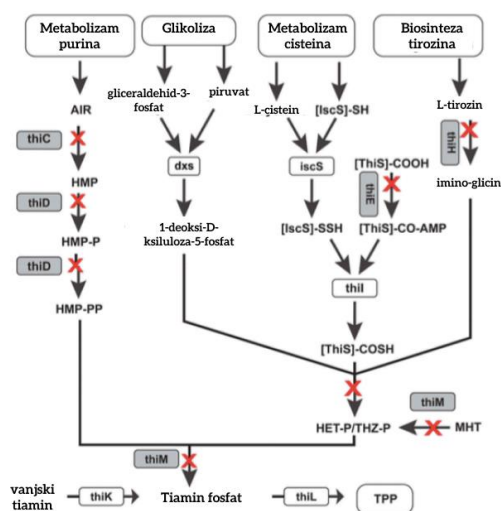 Metabolizam
purina
Glikoliza
Metabolizam
cisteina
Biosinteza
tirozina
gliceraldehid-3-
fosfat
piruvat
AIR
L-çistein
[IscS]-SH
L-tirozin
thiC
thiH
dxs
iscS
[ThiS]-COOH
HMP
thiE
imino-glicin
thiD
1-deoksi-D-
ksiluloza-5-fosfat
[IscS]-SSH
[ThiS]-CO-AMP
HMP-P
thiD
thiI
HMP-PP
[ThiS]-COSH
thiM
HET-P/THZ-P
MHT
thiM
vanjski
tiamin
thiK
Tiamin fosfat
thiL
TPP